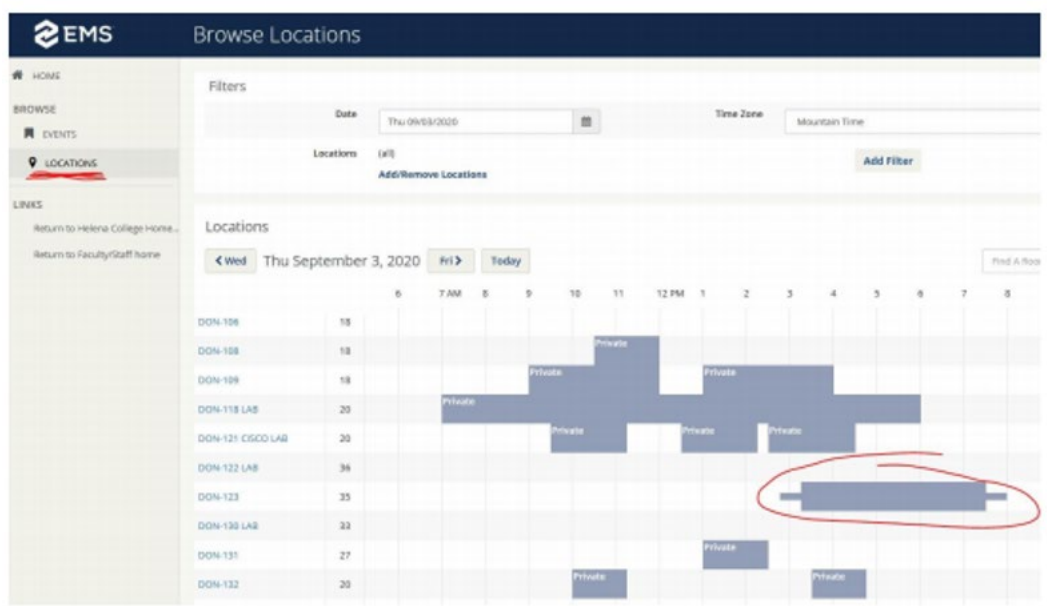 EMS
Browse Locations
HOME
Filters
BROWSE
Date
Thu 09/03/2020
Time Zone
Mountain Time
EVENTS
Locations
(all)
Add Filter
LOCATIONS
Add/Remove Locations
LINKS
Return to Helena College Home...
Locations
Return to Faculty/Staff home
Wed Thu September 3, 2020 Fri Today
Find A Roo
6 7 AM 8 9 10 11 12 PM 1 2 3 4 5 6 7 8
DON-106 18
DON-108 18 Private
DON-109 18 Private Private
DON-118 LAB 20 Private
DON-121 CISCO LAB 20 Private Private Private
DON-122 LAB 36
DON-123 35
DON-130 LAB 33
DON-131 27 Private
DON-132 20 Private Private